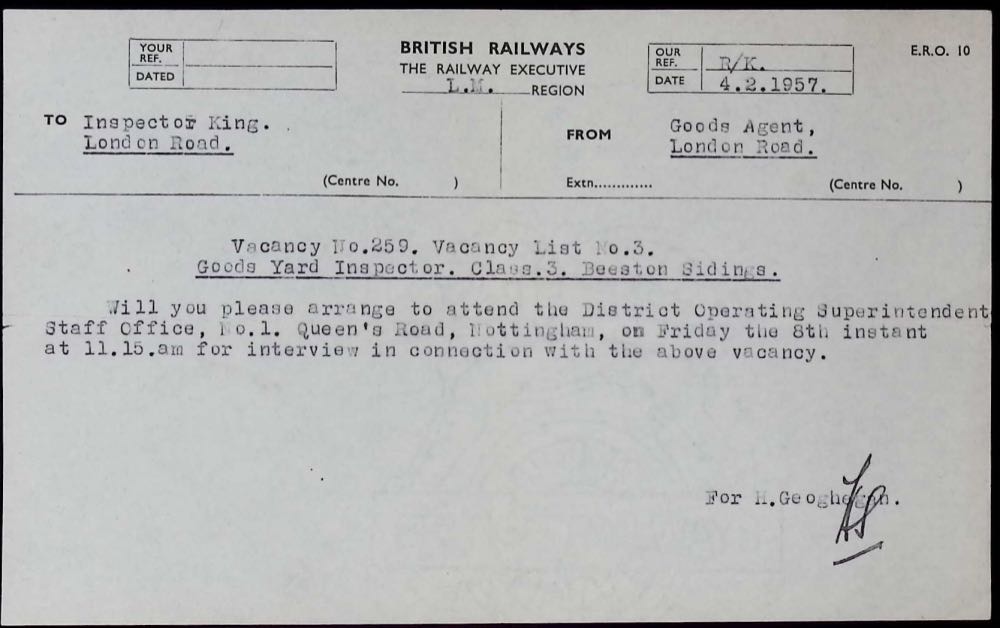 YOUR REF.
DATED
BRITISH RAILWAYS
THE RAILWAY EXECUTIVE
L.M. REGION
OUR REF. R/K.
DATE 4.2.1957.
E.R.O. 10
TO Inspector King.
London Road.
(Centre No. )
FROM Goods Agent,
London Road.
Extn.............
(Centre No. )
Vacancy No.259. Vacancy List No.3.
Goods Yard Inspector. Class.3. Beeston Sidings.
Will you please arrange to attend the District Operating Superintendent
Staff Office, No.1. Queen's Road, Nottingham, on Friday the 8th instant
at 11.15.am for interview in connection with the above vacancy.
For H.Geoghegan.